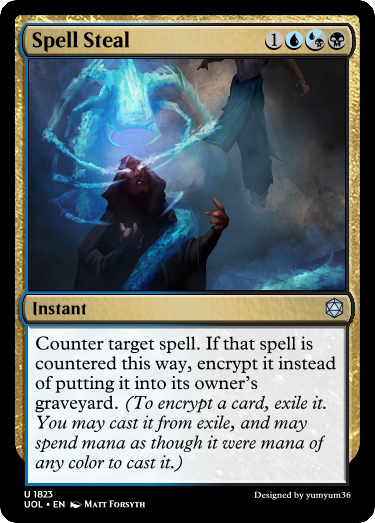 Spell Steal 1
Instant
Counter target spell. If that spell is
countered this way, encrypt it instead
of putting it into its owner's
graveyard. (To encrypt a card, exile it.
You may cast it from exile, and may
spend mana as though it were mana of
any color to cast it.)
U 1823
UOL • EN Matt Forsyth Designed by yumyum36